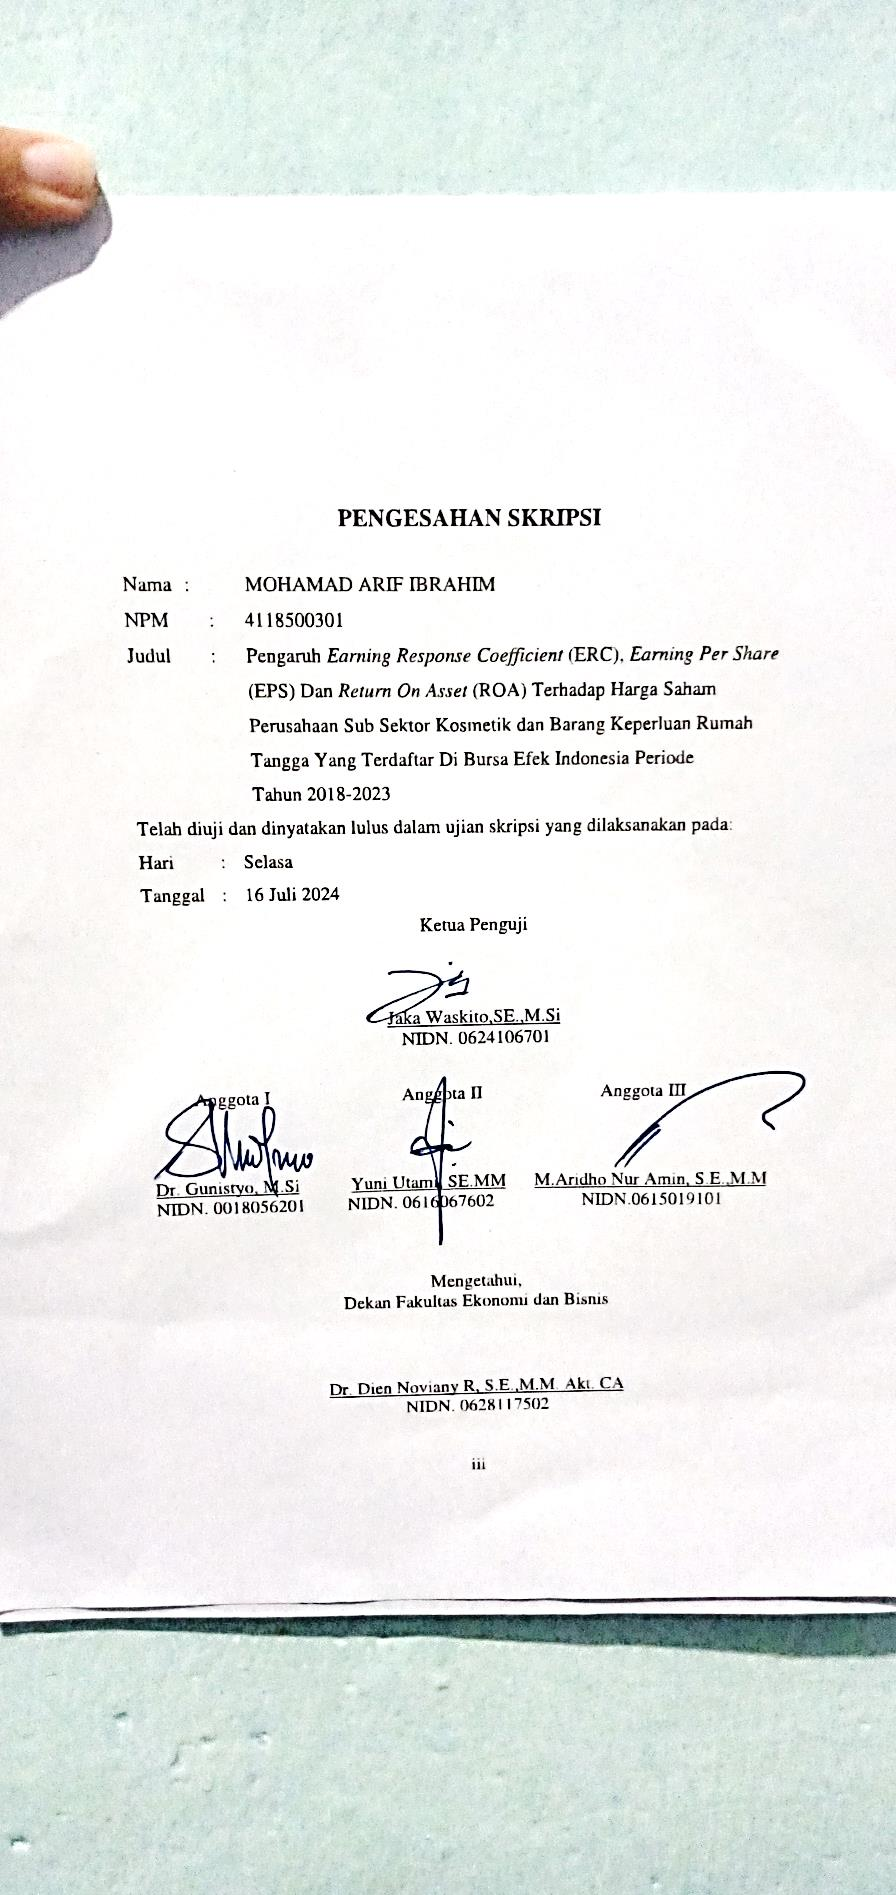 PENGESAHAN SKRIPSI
Nama : MOHAMAD ARIF IBRAHIM
NPM : 4118500301
Judul : Pengaruh Earning Response Coefficient (ERC), Earning Per Share
(EPS) Dan Return On Asset (ROA) Terhadap Harga Saham
Perusahaan Sub Sektor Kosmetik dan Barang Keperluan Rumah
Tangga Yang Terdaftar Di Bursa Efek Indonesia Periode
Tahun 2018-2023
Telah diuji dan dinyatakan lulus dalam ujian skripsi yang dilaksanakan pada:
Hari : Selasa
Tanggal : 16 Juli 2024
Ketua Penguji
Jaka Waskito,SE.,M.Si
NIDN. 0624106701
Anggota I Anggota II Anggota III
Dr. Gunistyo, M.Si Yuni Utami, SE.MM M.Aridho Nur Amin, S.E.,M.M
NIDN. 0018056201 NIDN. 0616067602 NIDN.0615019101
Mengetahui,
Dekan Fakultas Ekonomi dan Bisnis
Dr. Dien Noviany R, S.E.,M.M. Akt. CA
NIDN. 0628117502
iii